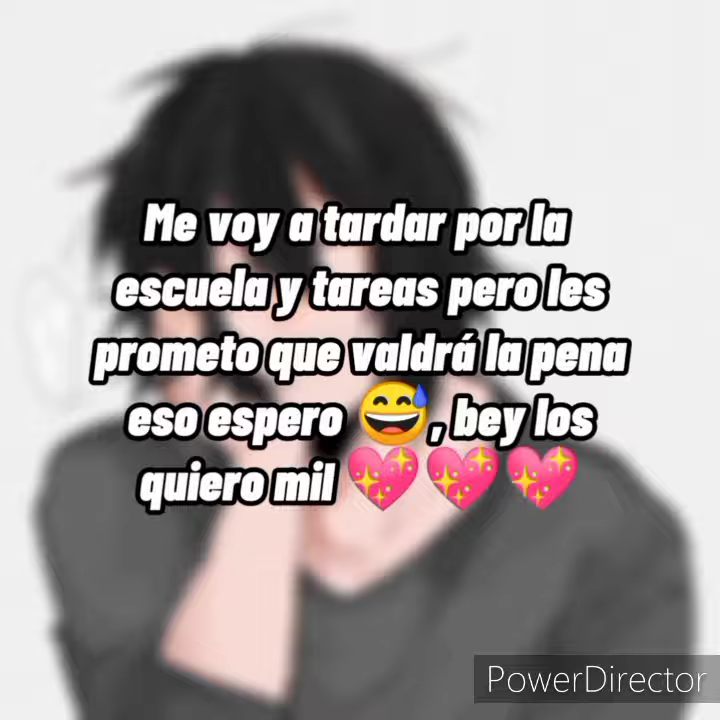 Me voy a tardar por la
escuela y tareas pero les
prometo que valdrá la pena
eso espero 😅, bey los
quiero mil 💖💖💖
PowerDirector